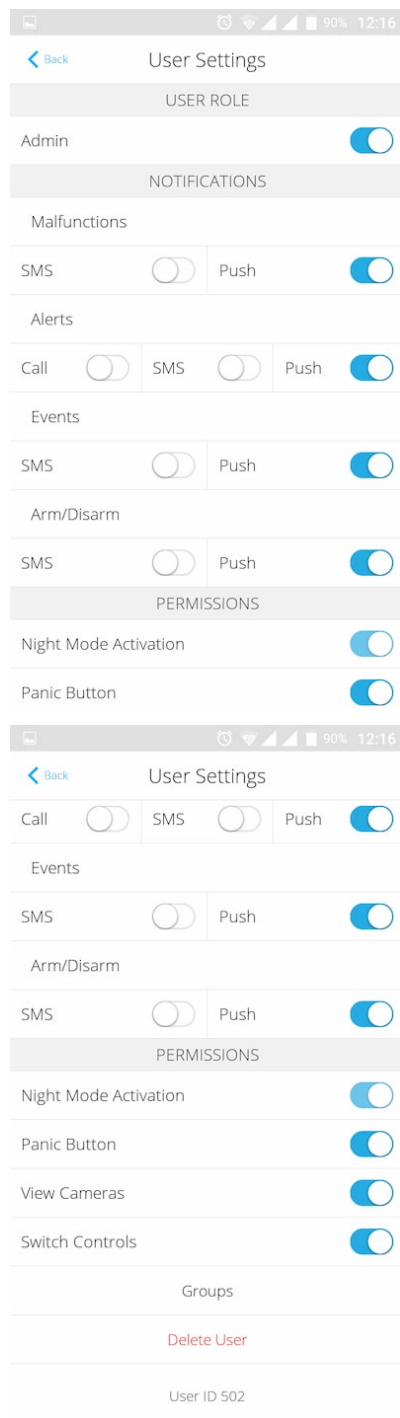 90% 12:16
Back User Settings
USER ROLE
Admin
NOTIFICATIONS
Malfunctions
SMS Push
Alerts
Call SMS Push
Events
SMS Push
Arm/Disarm
SMS Push
PERMISSIONS
Night Mode Activation
Panic Button
90% 12:16
Back User Settings
Call SMS Push
Events
SMS Push
Arm/Disarm
SMS Push
PERMISSIONS
Night Mode Activation
Panic Button
View Cameras
Switch Controls
Groups
Delete User
User ID 502